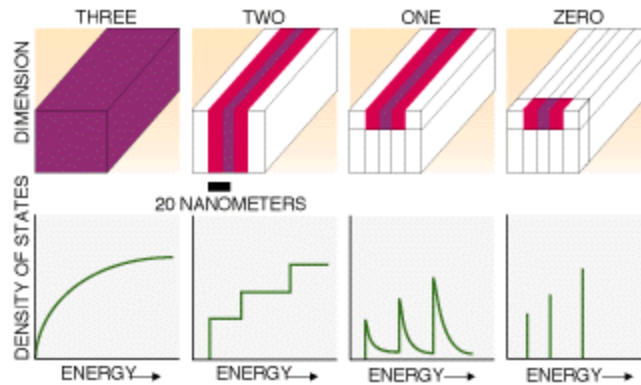 THREE
TWO
ONE
ZERO
DIMENSION
20 NANOMETERS
DENSITY OF STATES
ENERGY
ENERGY
ENERGY
ENERGY